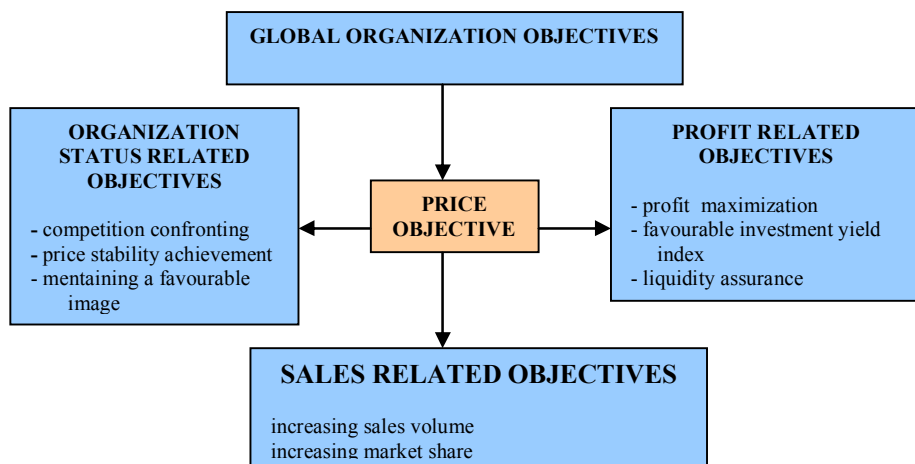 GLOBAL ORGANIZATION OBJECTIVES
ORGANIZATION
STATUS RELATED
OBJECTIVES
- competition confronting
- price stability achievement
- mentaining a favourable
image
PRICE
OBJECTIVE
PROFIT RELATED
OBJECTIVES
- profit maximization
- favourable investment yield
index
- liquidity assurance
SALES RELATED OBJECTIVES
increasing sales volume
increasing market share